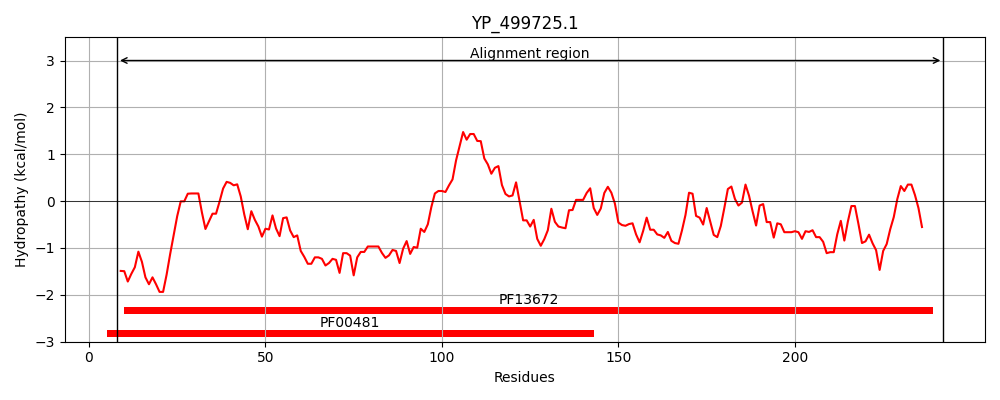 YP_499725.1
Alignment region
3
2
1
0
−1
−2
−3
Hydropathy (kcal/mol)
PF13672
PF00481
0 50 100 150 200
Residues